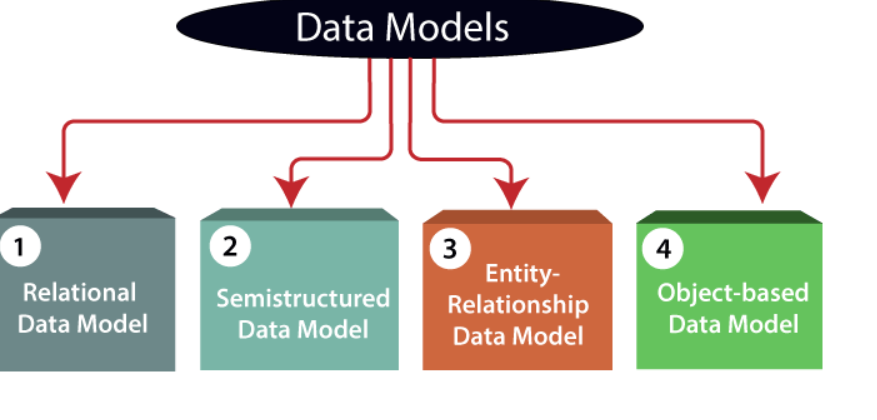 Data Models
1
Relational
Data Model
2
Semistructured
Data Model
3
Entity-
Relationship
Data Model
4
Object-based
Data Model